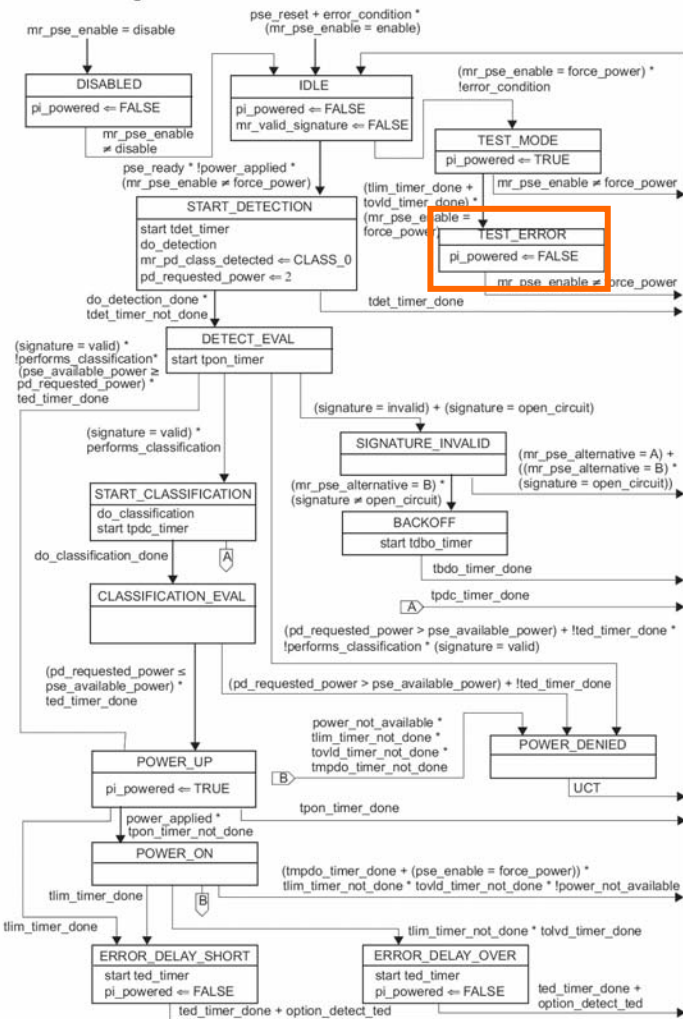 pse_reset + error_condition *
(mr_pse_enable = enable)
mr_pse_enable = disable
DISABLED
pi_powered ⇐ FALSE
mr_pse_enable
≠ disable
IDLE
pi_powered ⇐ FALSE
mr_valid_signature ⇐ FALSE
(mr_pse_enable = force_power) *
!error_condition
TEST_MODE
pi_powered ⇐ TRUE
mr_pse_enable ≠ force_power
pse_ready * !power_applied *
(mr_pse_enable ≠ force_power)
(tlim_timer_done +
tovld_timer_done) *
(mr_pse_enable =
force_power)
TEST_ERROR
pi_powered ⇐ FALSE
mr_pse_enable ≠ force_power
START_DETECTION
start tdet_timer
do_detection
mr_pd_class_detected ⇐ CLASS_0
pd_requested_power ⇐ 2
do_detection_done *
tdet_timer_not_done
tdet_timer_done
DETECT_EVAL
start tpon_timer
(signature = valid) *
!performs_classification*
(pse_available_power ≥
pd_requested_power) *
ted_timer_done
(signature = invalid) + (signature = open_circuit)
(signature = valid) *
performs_classification
SIGNATURE_INVALID
(mr_pse_alternative = A) +
((mr_pse_alternative = B) *
(signature = open_circuit))
(mr_pse_alternative = B) *
(signature ≠ open_circuit)
START_CLASSIFICATION
do_classification
start tpdc_timer
BACKOFF
start tdbo_timer
do_classification_done
A
tbdo_timer_done
tpdc_timer_done
A
CLASSIFICATION_EVAL
(pd_requested_power > pse_available_power) + !ted_timer_done *
!performs_classification * (signature = valid)
(pd_requested_power ≤
pse_available_power) *
ted_timer_done
(pd_requested_power > pse_available_power) + !ted_timer_done
power_not_available *
tlim_timer_not_done *
tovld_timer_not_done *
tmpdo_timer_not_done
B
POWER_DENIED
UCT
POWER_UP
pi_powered ⇐ TRUE
tpon_timer_done
power_applied *
tpon_timer_not_done
POWER_ON
(tmpdo_timer_done + (pse_enable = force_power)) *
tlim_timer_not_done * tovld_timer_not_done * !power_not_available
tlim_timer_done
B
tlim_timer_done
tlim_timer_not_done * tolvd_timer_done
ERROR_DELAY_SHORT
start ted_timer
pi_powered ⇐ FALSE
ted_timer_done + option_detect_ted
ERROR_DELAY_OVER
start ted_timer
pi_powered ⇐ FALSE
ted_timer_done +
option_detect_ted